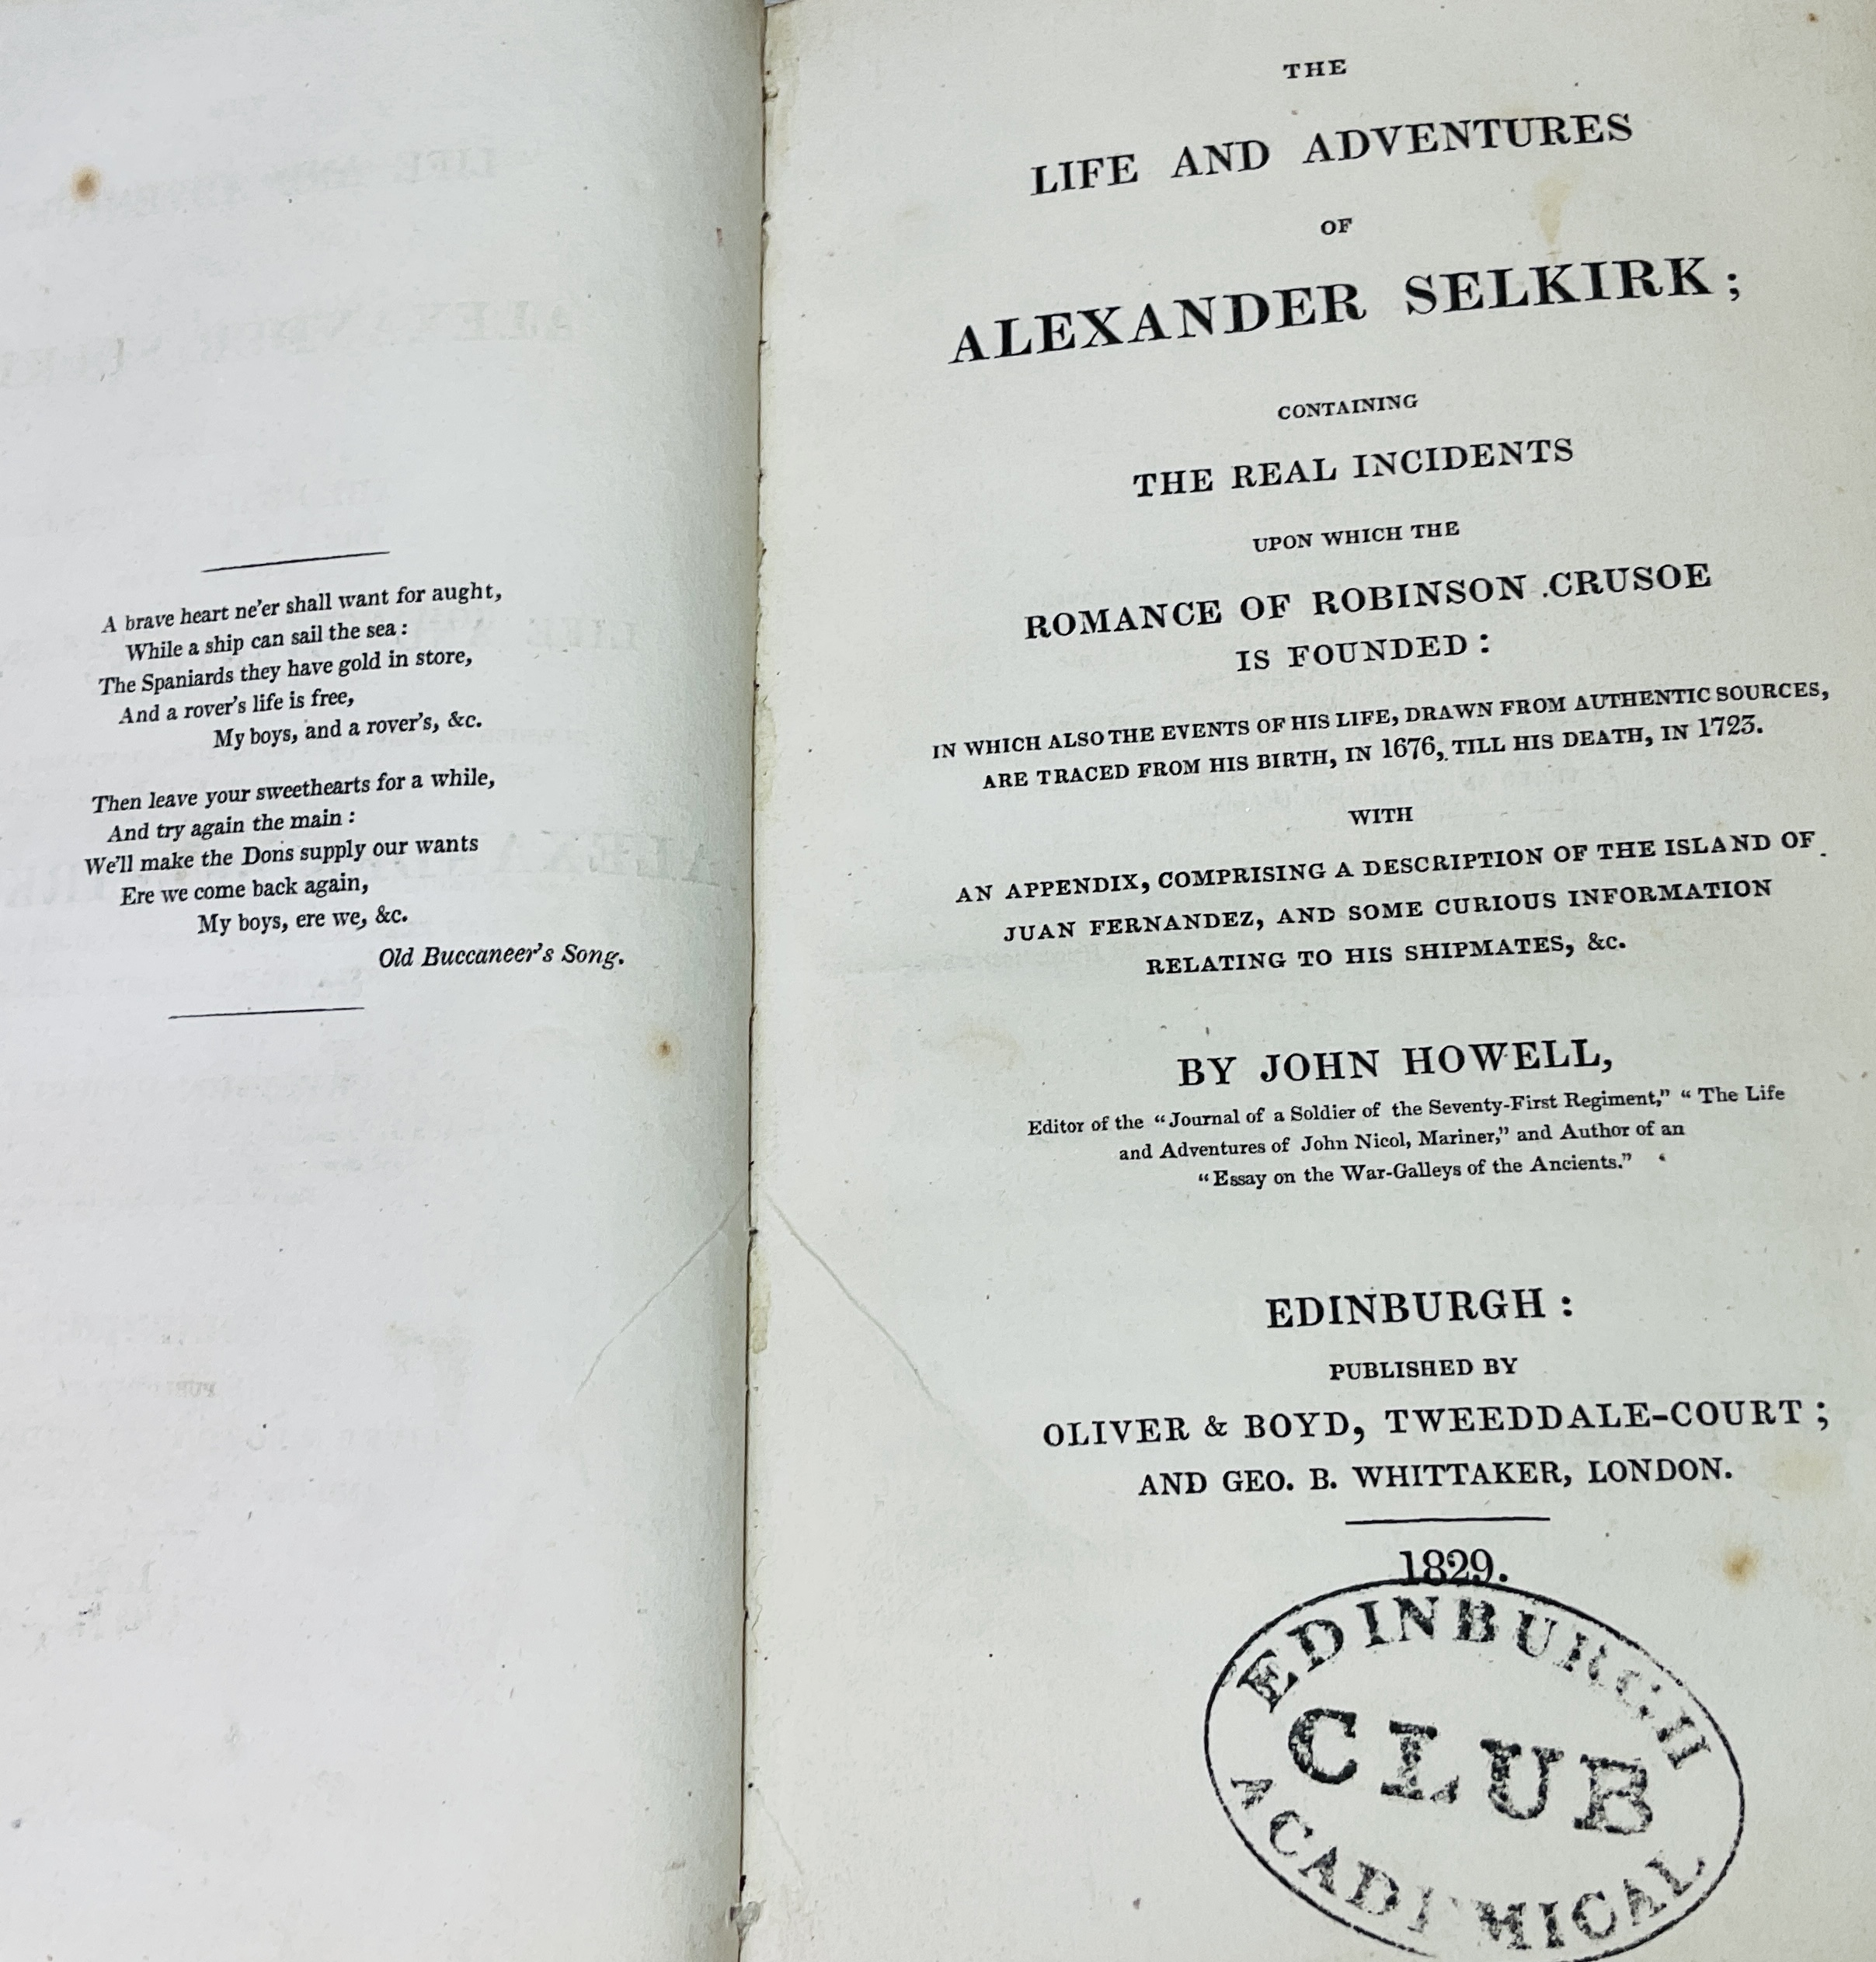 A brave heart ne'er shall want for aught,
While a ship can sail the sea:
The Spaniards they have gold in store,
And a rover's life is free,
My boys, and a rover's, &c.
Then leave your sweethearts for a while,
And try again the main:
We'll make the Dons supply our wants
Ere we come back again,
My boys, ere we, &c.
Old Buccaneer's Song.
THE
LIFE AND ADVENTURES
OF
ALEXANDER SELKIRK;
CONTAINING
THE REAL INCIDENTS
UPON WHICH THE
ROMANCE OF ROBINSON CRUSOE
IS FOUNDED:
IN WHICH ALSO THE EVENTS OF HIS LIFE, DRAWN FROM AUTHENTIC SOURCES,
ARE TRACED FROM HIS BIRTH, IN 1676, TILL HIS DEATH, IN 1723.
WITH
AN APPENDIX, COMPRISING A DESCRIPTION OF THE ISLAND OF
JUAN FERNANDEZ, AND SOME CURIOUS INFORMATION
RELATING TO HIS SHIPMATES, &c.
BY JOHN HOWELL,
Editor of the "Journal of a Soldier of the Seventy-First Regiment," "The Life
and Adventures of John Nicol, Mariner," and Author of an
"Essay on the War-Galleys of the Ancients."
EDINBURGH:
PUBLISHED BY
OLIVER & BOYD, TWEEDDALE-COURT;
AND GEO. B. WHITTAKER, LONDON.
1829.
EDINBURGH
CLUB
ACADEMICAL